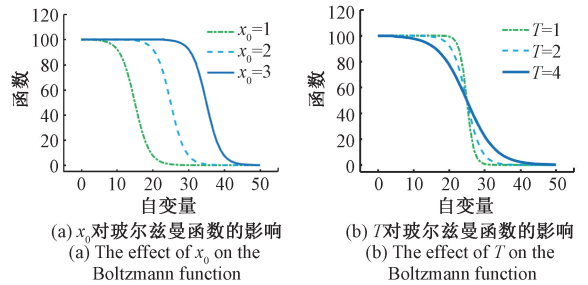 120
100
80
60
40
20
0
函数
x₀=1
x₀=2
x₀=3
0 10 20 30 40 50
自变量
(a) x₀对玻尔兹曼函数的影响
(a) The effect of x₀ on the
Boltzmann function
120
100
80
60
40
20
0
函数
T=1
T=2
T=4
0 10 20 30 40 50
自变量
(b) T对玻尔兹曼函数的影响
(b) The effect of T on the
Boltzmann function